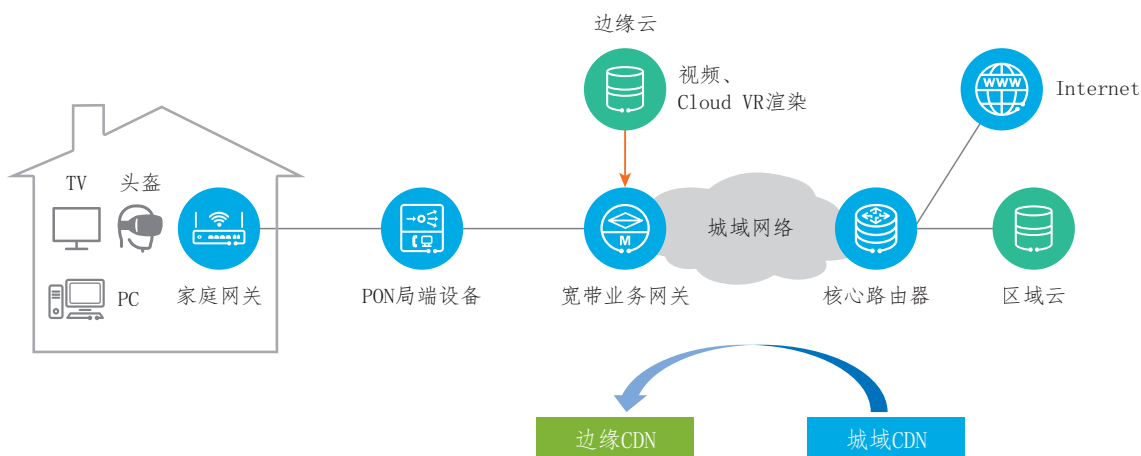 边缘云
视频、
Cloud VR渲染
WWW
Internet
TV
头盔
M
城域网络
PC
家庭网关
PON局端设备
宽带业务网关
核心路由器
区域云
边缘CDN
城域CDN